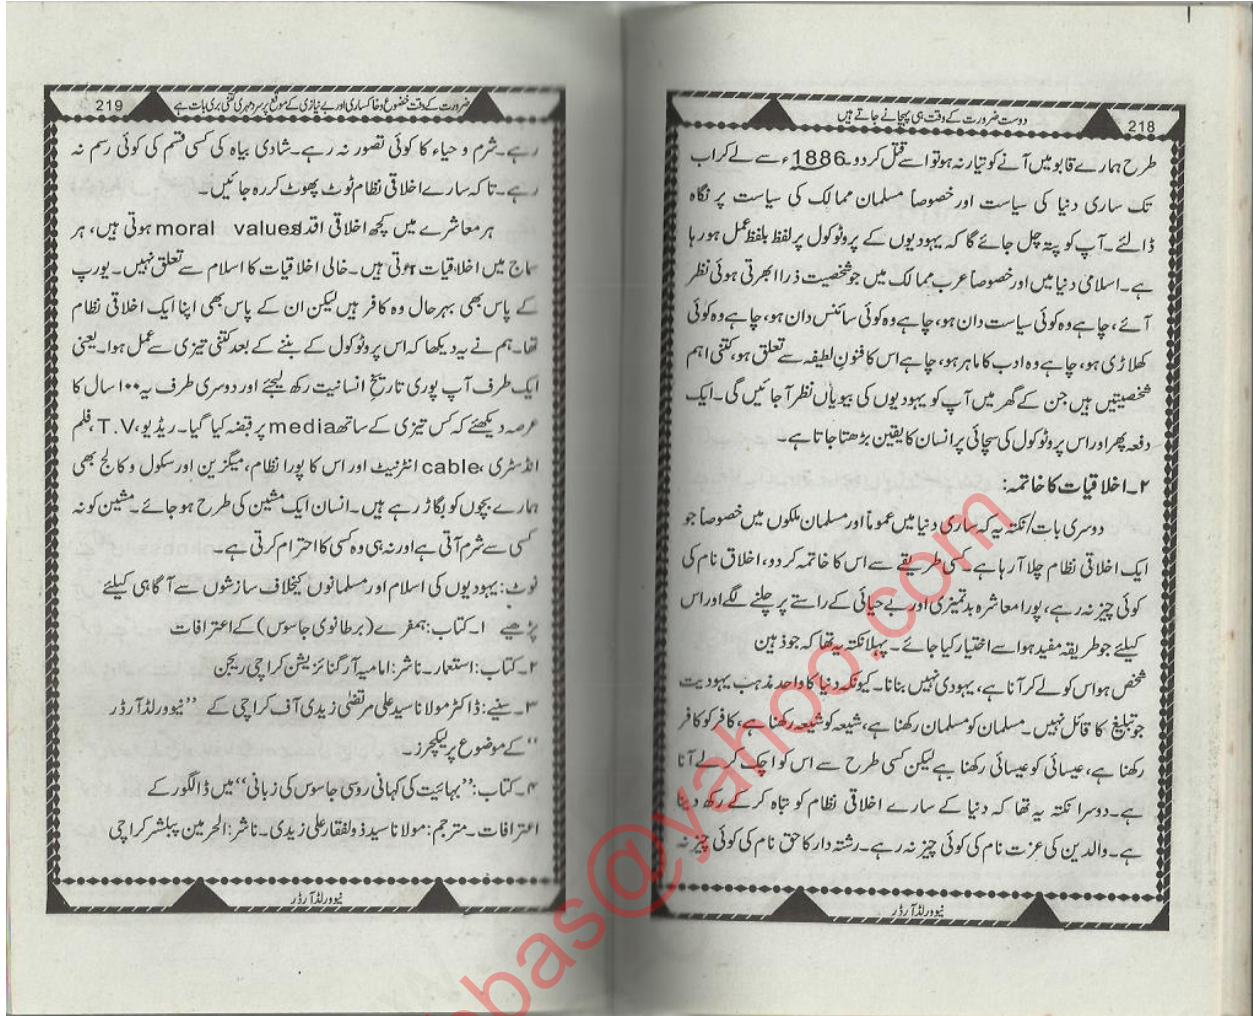 دوست ضرورت کے وقت ہی پہچانے جاتے ہیں
218
طرح ہمارے قابو میں آنے کو تیار نہ ہو تو اسے قتل کر دو۔ 1886ء سے لے کر اب
تک ساری دنیا کی سیاست اور خصوصاً مسلمان ممالک کی سیاست پر نگاہ
ڈالئے۔ آپ کو پتہ چل جائے گا کہ یہودیوں کے پروٹوکول پر لفظ بلفظ عمل ہو رہا
ہے۔ اسلامی دنیا میں اور خصوصاً عرب ممالک میں جو شخصیت ذرا ابھرتی ہوئی نظر
آئے، چاہے وہ کوئی سیاست دان ہو، چاہے وہ کوئی سائنس دان ہو، چاہے وہ کوئی
کھلاڑی ہو، چاہے وہ ادب کا ماہر ہو، چاہے اس کا فنونِ لطیفہ سے تعلق ہو، کتنی اہم
شخصیتیں ہیں جن کے گھر میں آپ کو یہودیوں کی بیویاں نظر آ جائیں گی۔ ایک
دفعہ پھر اور اس پروٹوکول کی سچائی پر انسان کا یقین بڑھتا جاتا ہے۔
۲۔ اخلاقیات کا خاتمہ:
دوسری بات/نکتہ یہ کہ ساری دنیا میں عموماً اور مسلمان ملکوں میں خصوصاً جو
ایک اخلاقی نظام چلا آ رہا ہے کسی طریقے سے اس کا خاتمہ کر دو، اخلاق نام کی
کوئی چیز نہ رہے، پورا معاشرہ بدتمیزی اور بے حیائی کے راستے پر چلنے لگے اور اس
کیلئے جو طریقہ مفید ہو اسے اختیار کیا جائے۔ پہلا نکتہ یہ تھا کہ جو ذہین
شخص ہو اس کو لے کر آنا ہے، یہودی نہیں بنانا۔ کیونکہ دنیا کا واحد مذہب یہودیت
جو تبلیغ کا قائل نہیں۔ مسلمان کو مسلمان رکھنا ہے، شیعہ کو شیعہ رکھنا ہے، کافر کو کافر
رکھنا ہے، عیسائی کو عیسائی رکھنا ہے لیکن کسی طرح سے اس کو اچک کر لے آنا
ہے۔ دوسرا نکتہ یہ تھا کہ دنیا کے سارے اخلاقی نظام کو تباہ کر کے رکھ دینا
ہے۔ والدین کی عزت نام کی کوئی چیز نہ رہے۔ رشتہ دار کا حق نام کی کوئی چیز نہ
نیو ورلڈ آرڈر
ضرورت کے وقت خضوع و خاکساری اور بے نیازی کے موقع پر سرد مہری کتنی بری بات ہے
219
رہے۔ شرم و حیاء کا کوئی تصور نہ رہے۔ شادی بیاہ کی کسی قسم کی کوئی رسم نہ
رہے۔ تا کہ سارے اخلاقی نظام ٹوٹ پھوٹ کر رہ جائیں۔
ہر معاشرے میں کچھ اخلاقی اقدار moral values ہوتی ہیں، ہر
سماج میں اخلاقیات ہوتی ہیں۔ خالی اخلاقیات کا اسلام سے تعلق نہیں۔ یورپ
کے پاس بھی بہرحال وہ کافر ہیں لیکن ان کے پاس بھی اپنا ایک اخلاقی نظام
تھا۔ ہم نے یہ دیکھا کہ اس پروٹوکول کے بننے کے بعد کتنی تیزی سے عمل ہوا۔ یعنی
ایک طرف آپ پوری تاریخِ انسانیت رکھ لیجئے اور دوسری طرف یہ ۱۰۰ سال کا
عرصہ دیکھئے کہ کس تیزی کے ساتھ media پر قبضہ کیا گیا۔ ریڈیو، T.V، فلم
انڈسٹری، cable انٹرنیٹ اور اس کا پورا نظام، میگزین اور سکول و کالج بھی
ہمارے بچوں کو بگاڑ رہے ہیں۔ انسان ایک مشین کی طرح ہو جائے۔ مشین کو نہ
کسی سے شرم آتی ہے اور نہ ہی وہ کسی کا احترام کرتی ہے۔
نوٹ: یہودیوں کی اسلام اور مسلمانوں کیخلاف سازشوں سے آگاہی کیلئے
پڑھیے ۱۔ کتاب: ہمفرے (برطانوی جاسوس) کے اعترافات
۲۔ کتاب: استعمار۔ ناشر: امامیہ آرگنائزیشن کراچی ریجن
۳۔ سنیے: ڈاکٹر مولانا سید علی مرتضیٰ زیدی آف کراچی کے "نیو ورلڈ آرڈر
" کے موضوع پر لیکچرز۔
۴۔ کتاب: "بہائیت کی کہانی روسی جاسوس کی زبانی" میں ڈالگور کے
اعترافات۔ مترجم: مولانا سید ذوالفقار علی زیدی۔ ناشر: الحرمین پبلشر کراچی
نیو ورلڈ آرڈر
abbas@yahoo.com